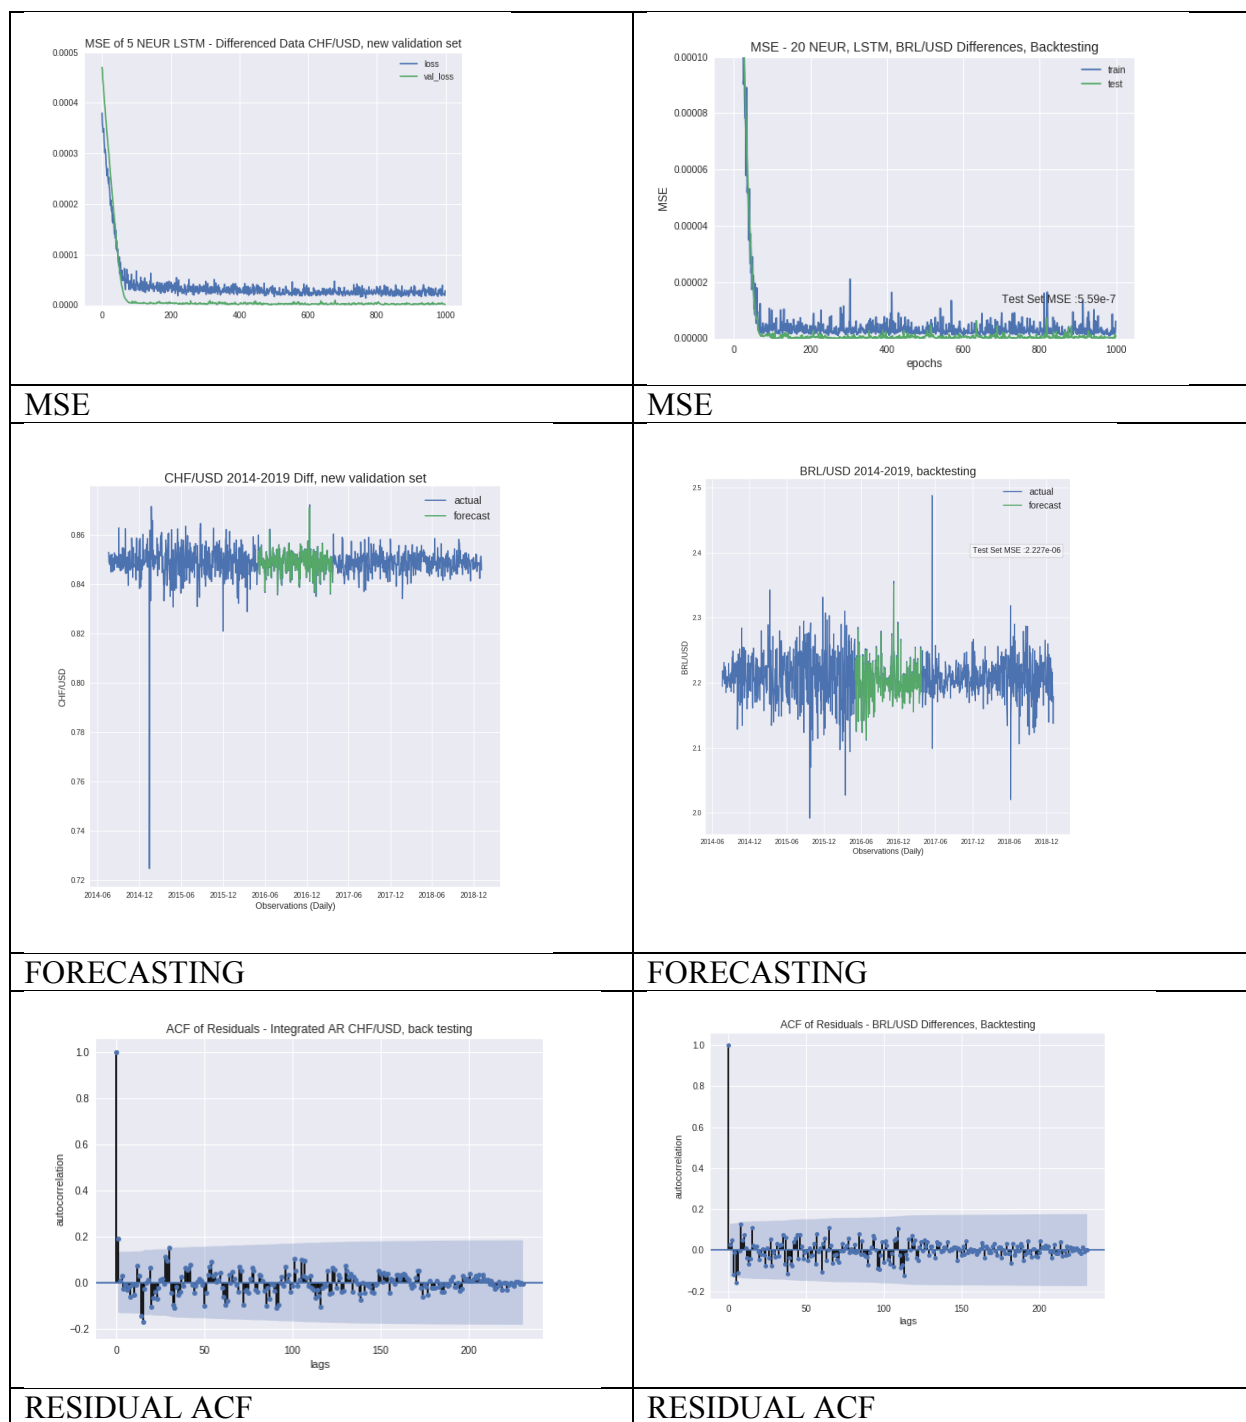 MSE of 5 NEUR LSTM - Differenced Data CHF/USD, new validation set
0.0005
0.0004
0.0003
0.0002
0.0001
0.0000
loss
val_loss
0 200 400 600 800 1000
MSE - 20 NEUR, LSTM, BRL/USD Differences, Backtesting
0.00010
0.00008
0.00006
0.00004
0.00002
0.00000
MSE
train
test
Test Set MSE :5.59e-7
0 200 400 600 800 1000
epochs
MSE
MSE
CHF/USD 2014-2019 Diff, new validation set
actual
forecast
0.86
0.84
0.82
0.80
0.78
0.76
0.74
0.72
CHF/USD
2014-06 2014-12 2015-06 2015-12 2016-06 2016-12 2017-06 2017-12 2018-06 2018-12
Observations (Daily)
BRL/USD 2014-2019, backtesting
actual
forecast
Test Set MSE :2.227e-06
2.5
2.4
2.3
2.2
2.1
2.0
BRL/USD
2014-06 2014-12 2015-06 2015-12 2016-06 2016-12 2017-06 2017-12 2018-06 2018-12
Observations (Daily)
FORECASTING
FORECASTING
ACF of Residuals - Integrated AR CHF/USD, back testing
1.0
0.8
0.6
0.4
0.2
0.0
−0.2
autocorrelation
0 50 100 150 200
lags
ACF of Residuals - BRL/USD Differences, Backtesting
1.0
0.8
0.6
0.4
0.2
0.0
−0.2
autocorrelation
0 50 100 150 200
lags
RESIDUAL ACF
RESIDUAL ACF